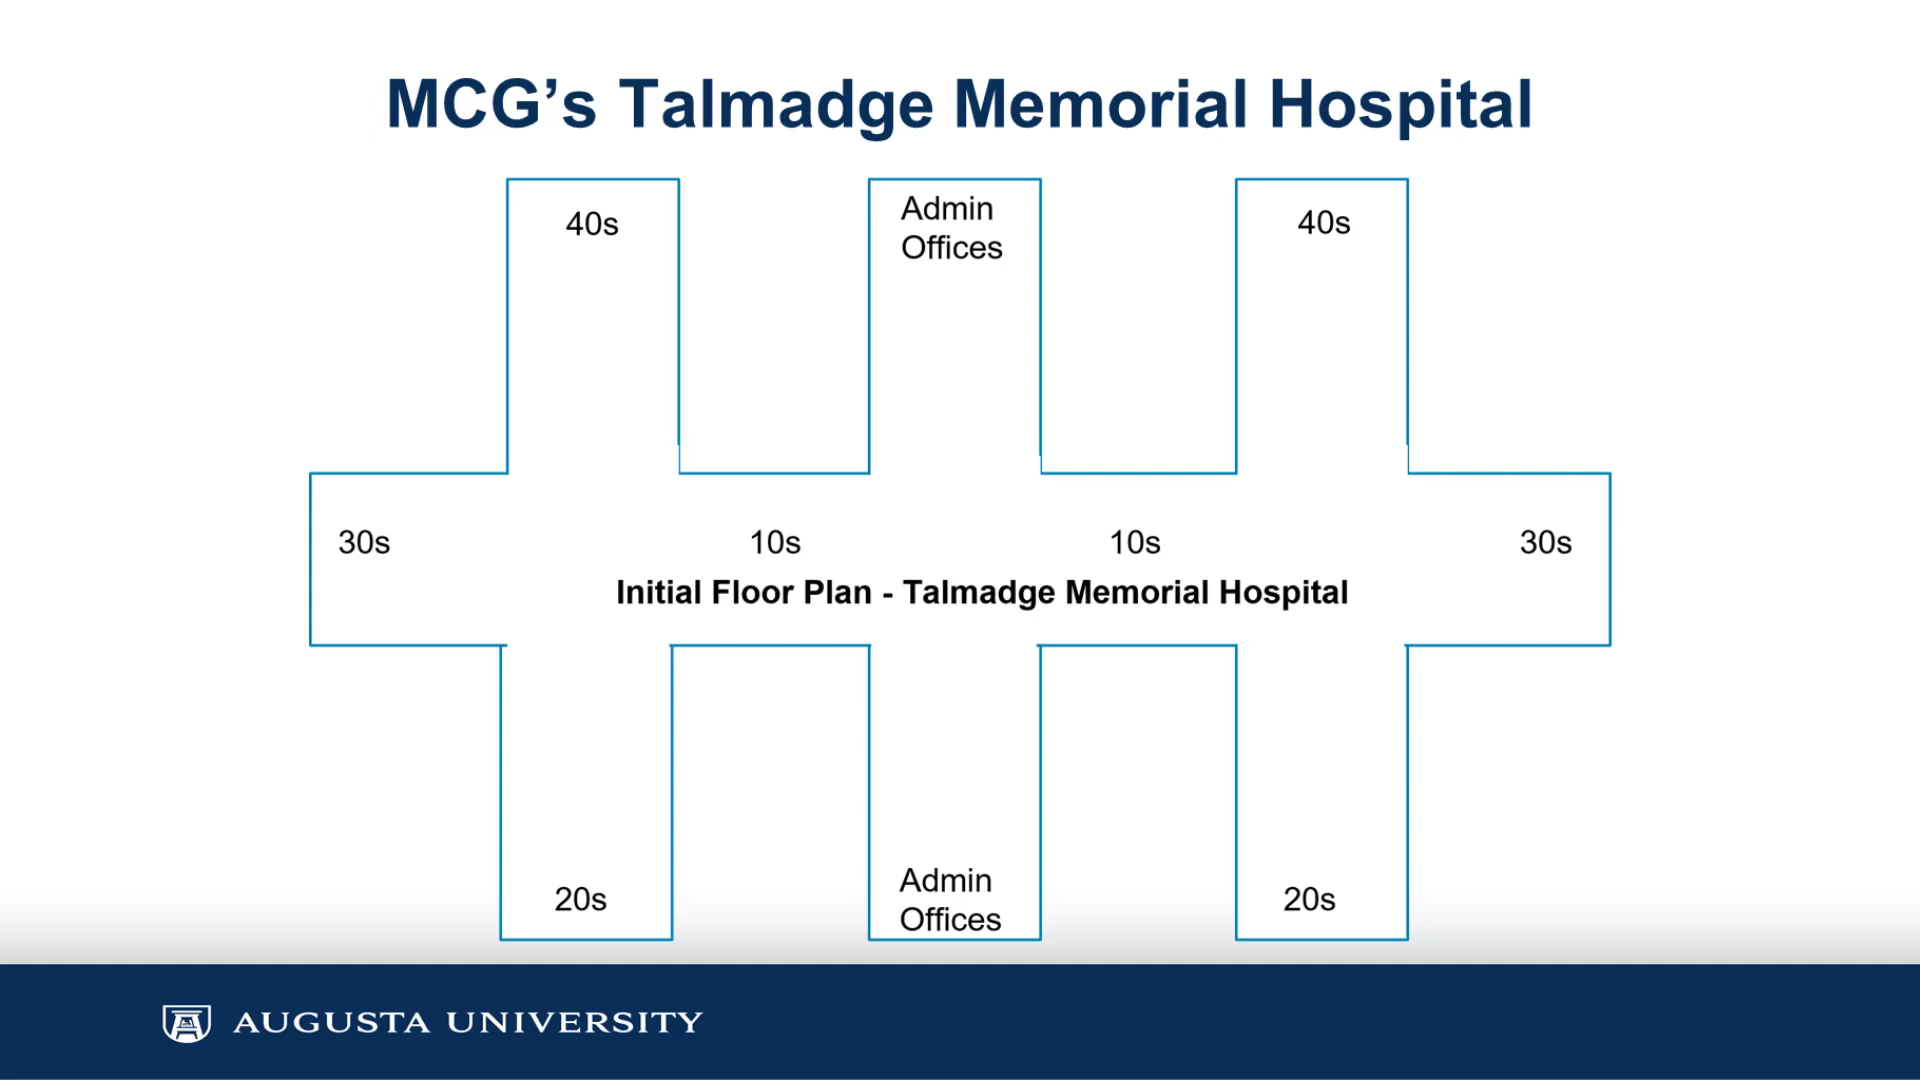 MCG’s Talmadge Memorial Hospital
40s
Admin
Offices
40s
30s
10s
10s
30s
Initial Floor Plan - Talmadge Memorial Hospital
20s
Admin
Offices
20s
AUGUSTA UNIVERSITY